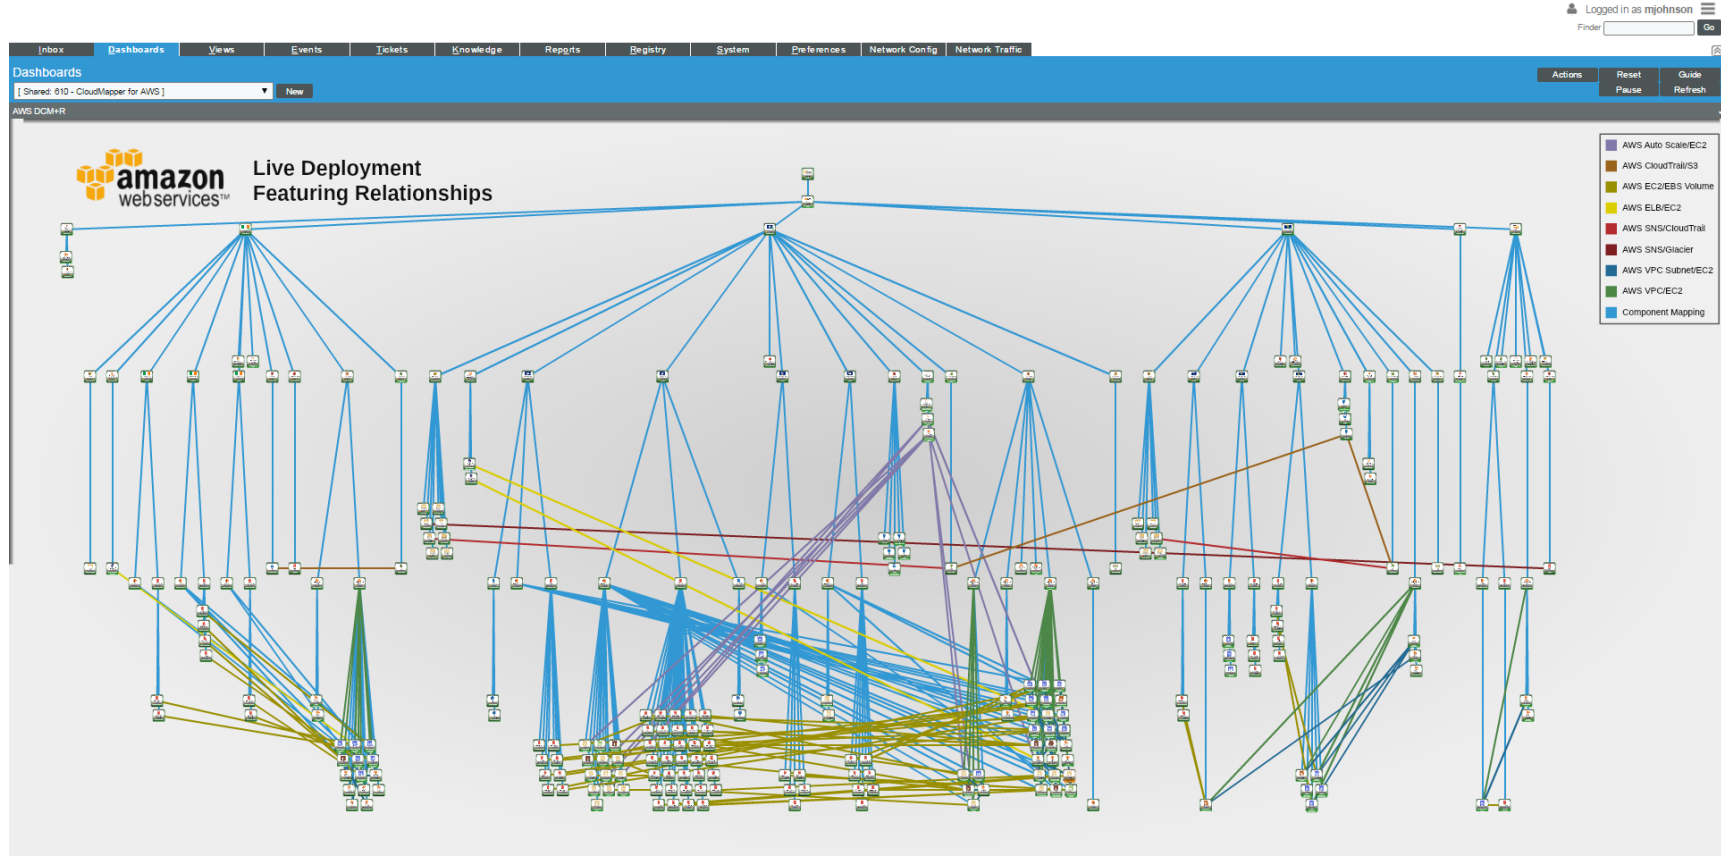 Logged in as mjohnson
Finder
Go
Inbox
Dashboards
Views
Events
Tickets
Knowledge
Reports
Registry
System
Preferences
Network Config
Network Traffic
Dashboards
Actions
Reset
Guide
[ Shared: 610 - CloudMapper for AWS ]
New
Pause
Refresh
AWS DCM+R
amazon
webservices™
Live Deployment
Featuring Relationships
AWS Auto Scale/EC2
AWS CloudTrail/S3
AWS EC2/EBS Volume
AWS ELB/EC2
AWS SNS/CloudTrail
AWS SNS/Glacier
AWS VPC Subnet/EC2
AWS VPC/EC2
Component Mapping